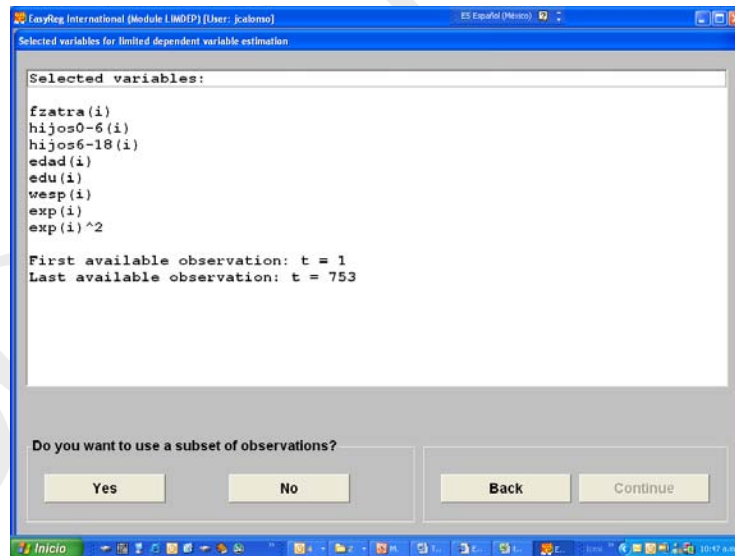 EasyReg International (Module LIMDEP) [User: jcalonso]
ES Español (México)
Selected variables for limited dependent variable estimation
Selected variables:
fzatra(i)
hijos0-6(i)
hijos6-18(i)
edad(i)
edu(i)
wesp(i)
exp(i)
exp(i)^2
First available observation: t = 1
Last available observation: t = 753
Do you want to use a subset of observations?
Yes
No
Back
Continue
Inicio
10:47 a.m.